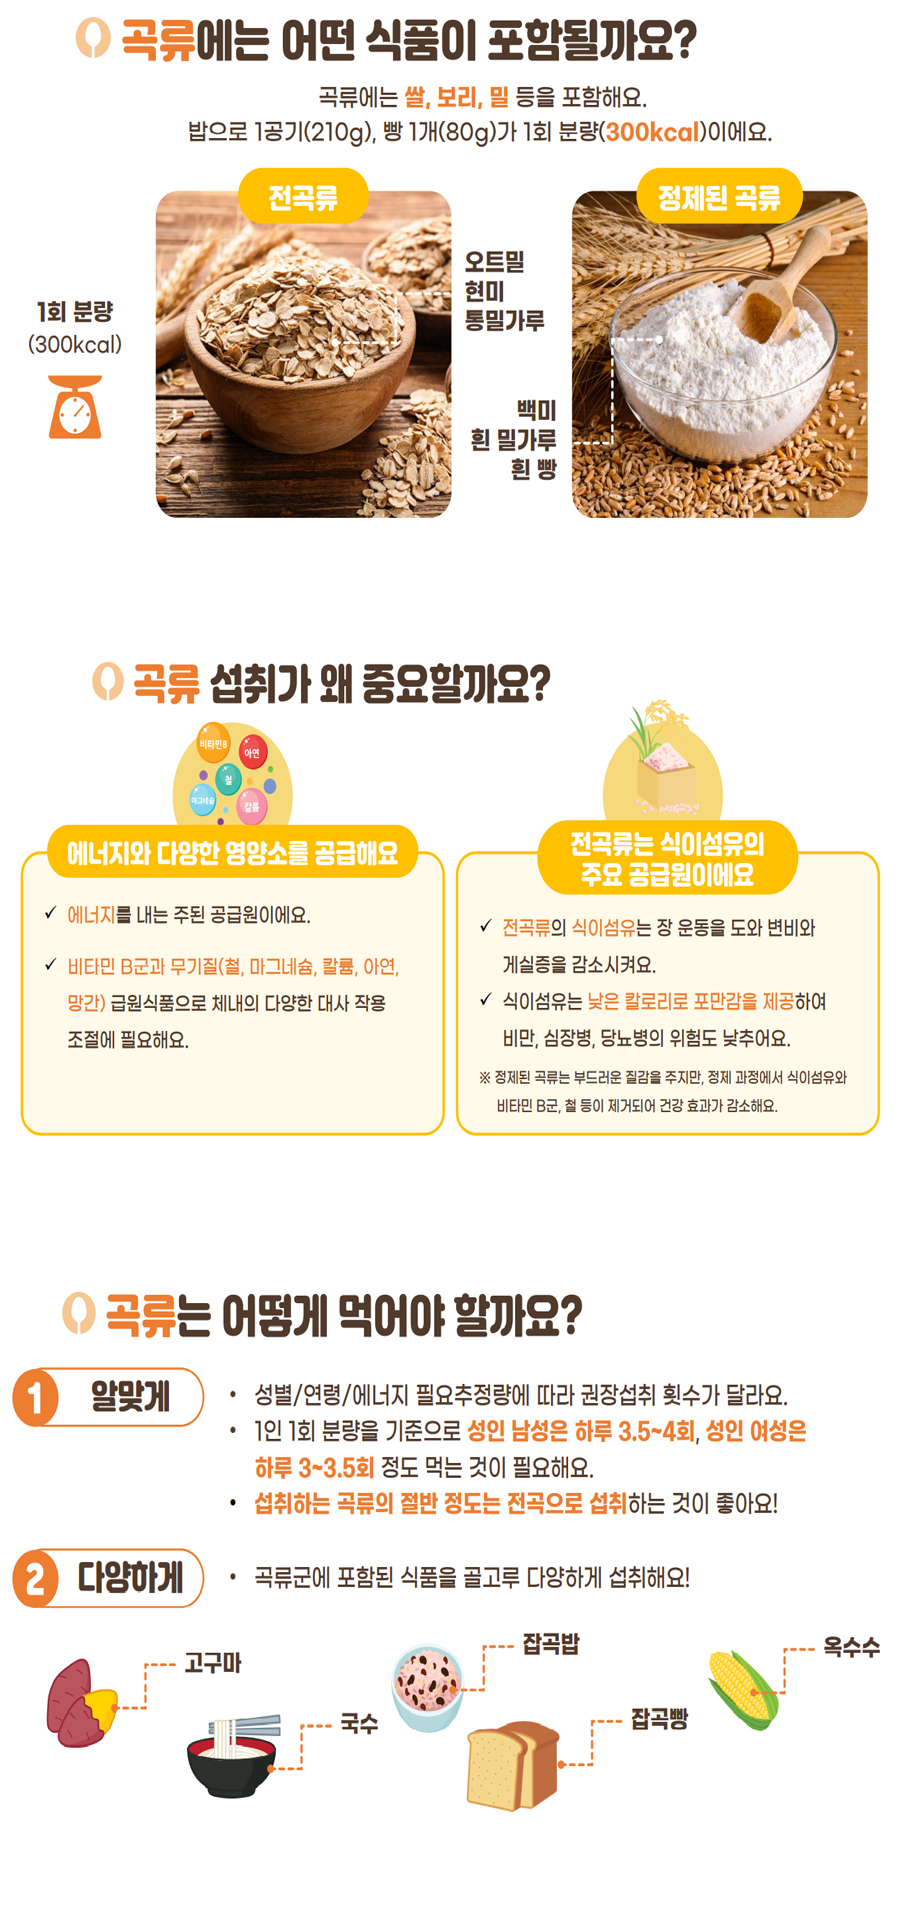 곡류에는 어떤 식품이 포함될까요?
곡류에는 쌀, 보리, 밀 등을 포함해요.
밥으로 1공기(210g), 빵 1개(80g)가 1회 분량(300kcal)이에요.
전곡류
정제된 곡류
1회 분량
(300kcal)
오트밀
현미
통밀가루
백미
흰 밀가루
흰 빵
곡류 섭취가 왜 중요할까요?
비타민B
아연
철
마그네슘
칼륨
에너지와 다양한 영양소를 공급해요
✓ 에너지를 내는 주된 공급원이에요.
✓ 비타민 B군과 무기질(철, 마그네슘, 칼륨, 아연,
망간) 급원식품으로 체내의 다양한 대사 작용
조절에 필요해요.
전곡류는 식이섬유의
주요 공급원이에요
✓ 전곡류의 식이섬유는 장 운동을 도와 변비와
게실증을 감소시켜요.
✓ 식이섬유는 낮은 칼로리로 포만감을 제공하여
비만, 심장병, 당뇨병의 위험도 낮추어요.
※ 정제된 곡류는 부드러운 질감을 주지만, 정제 과정에서 식이섬유와
비타민 B군, 철 등이 제거되어 건강 효과가 감소해요.
곡류는 어떻게 먹어야 할까요?
1 알맞게
• 성별/연령/에너지 필요추정량에 따라 권장섭취 횟수가 달라요.
• 1인 1회 분량을 기준으로 성인 남성은 하루 3.5~4회, 성인 여성은
하루 3~3.5회 정도 먹는 것이 필요해요.
• 섭취하는 곡류의 절반 정도는 전곡으로 섭취하는 것이 좋아요!
2 다양하게
• 곡류군에 포함된 식품을 골고루 다양하게 섭취해요!
고구마
국수
잡곡밥
잡곡빵
옥수수